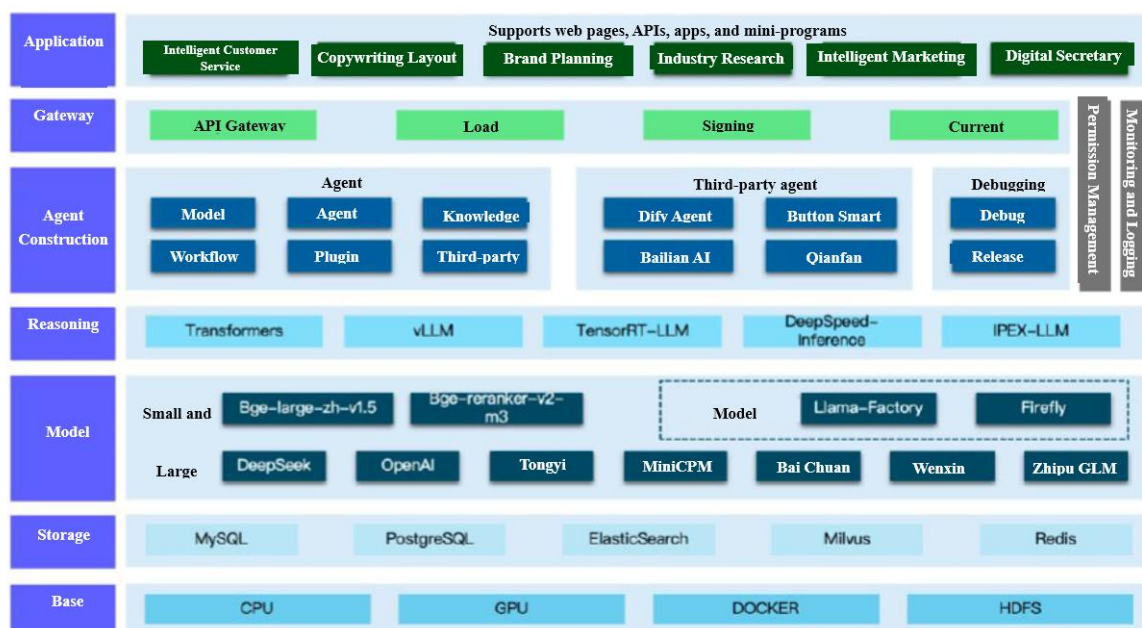 Application
Supports web pages, APIs, apps, and mini-programs
Intelligent Customer
Service
Copywriting Layout
Brand Planning
Industry Research
Intelligent Marketing
Digital Secretary
Gateway
API Gateway
Load
Signing
Current
Permission Management
Monitoring and Logging
Agent
Construction
Agent
Model
Agent
Knowledge
Workflow
Plugin
Third-party
Third-party agent
Dify Agent
Button Smart
Bailian AI
Qianfan
Debugging
Debug
Release
Reasoning
Transformers
vLLM
TensorRT-LLM
DeepSpeed-
Inference
IPEX-LLM
Model
Small and
Bge-large-zh-v1.5
Bge-reranker-v2-
m3
Model
Llama-Factory
Firefly
Large
DeepSeek
OpenAI
Tongyi
MiniCPM
Bai Chuan
Wenxin
Zhipu GLM
Storage
MySQL
PostgreSQL
ElasticSearch
Milvus
Redis
Base
CPU
GPU
DOCKER
HDFS